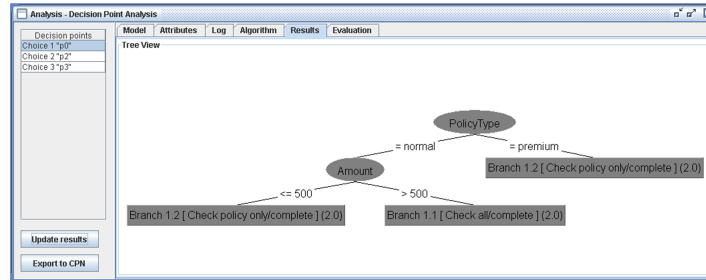 Analysis - Decision Point Analysis
Decision points
Choice 1 "p0"
Choice 2 "p2"
Choice 3 "p3"
Update results
Export to CPN
Model Attributes Log Algorithm Results Evaluation
Tree View
PolicyType
= normal = premium
Amount Branch 1.2 [ Check policy only/complete ] (2.0)
<= 500 > 500
Branch 1.2 [ Check policy only/complete ] (2.0) Branch 1.1 [ Check all/complete ] (2.0)